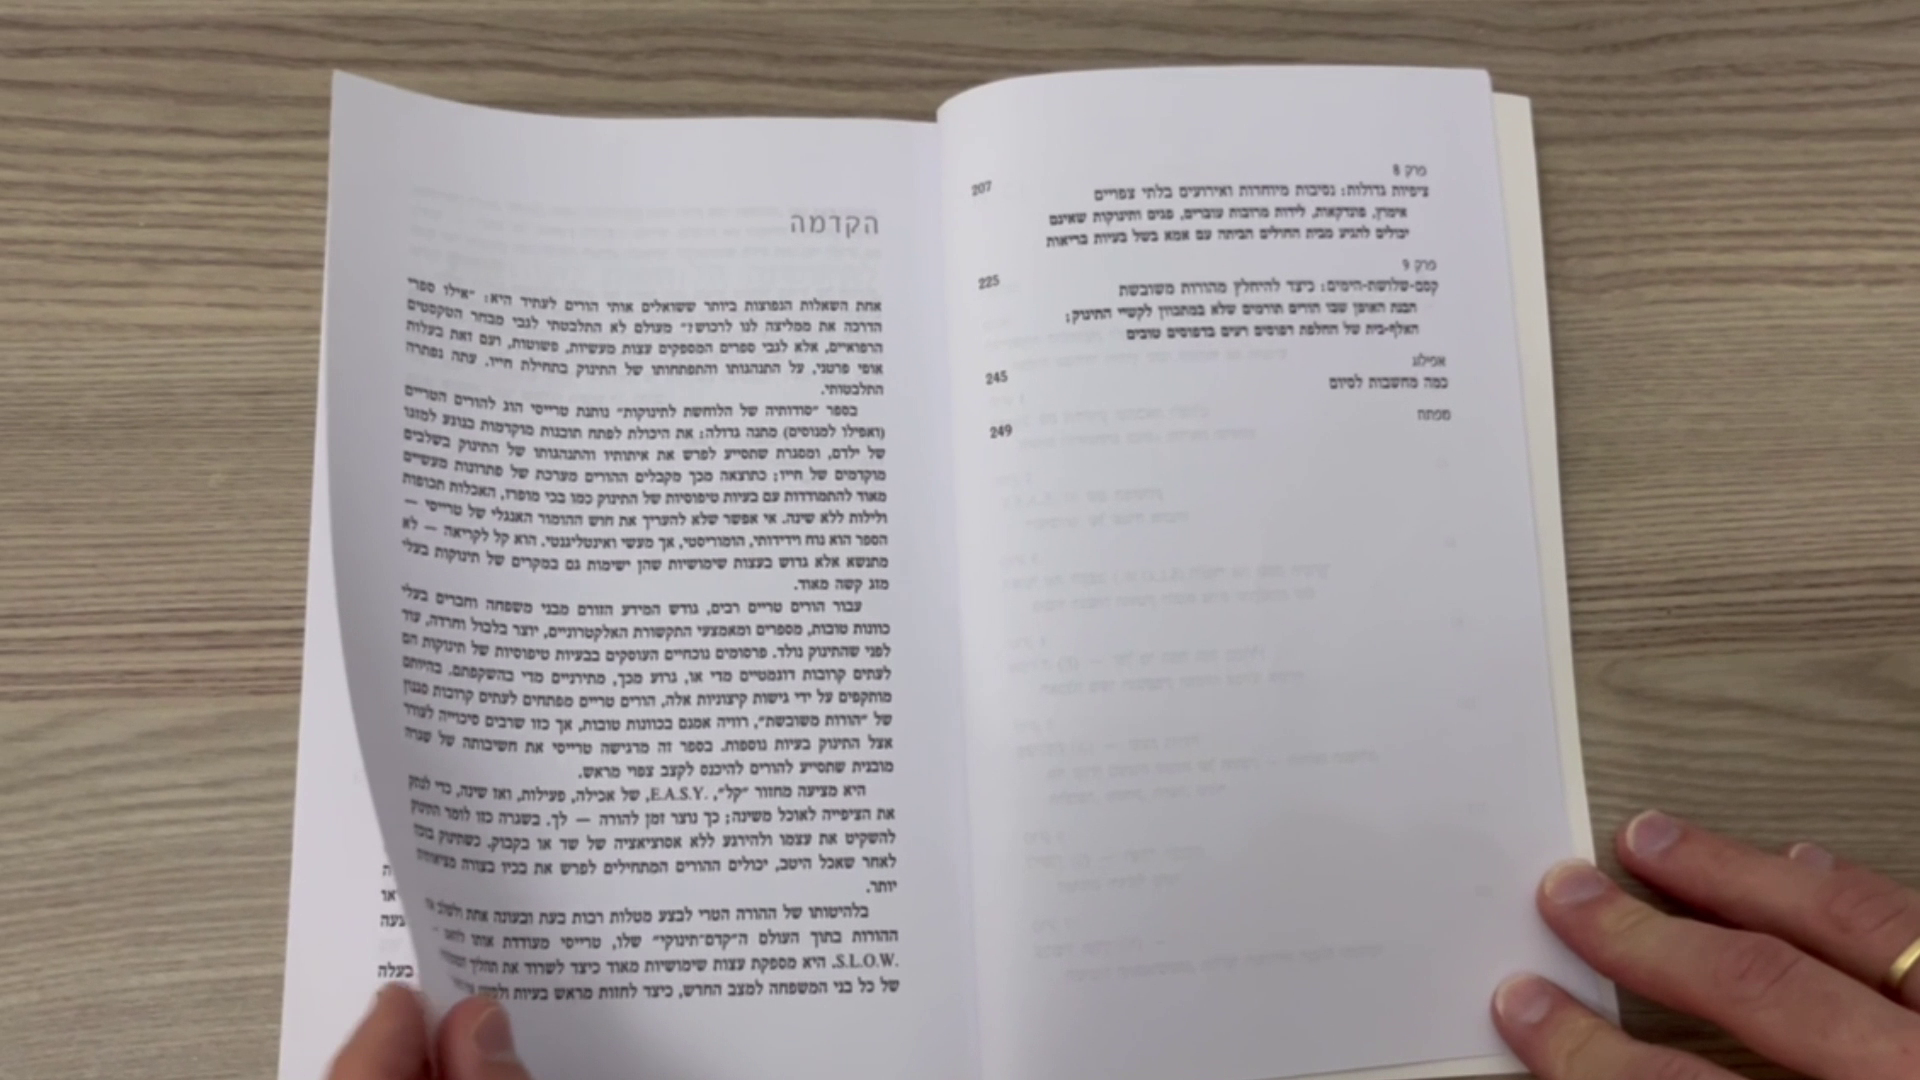 פרק 8
ציפיות גדולות: נסיבות מיוחדות ואירועים בלתי צפויים 207
אימוץ, פונדקאות, לידות מרובות עוברים, פגים ותינוקות שאינם
יכולים להגיע מבית החולים הביתה עם אמא בשל בעיות בריאות
פרק 9
קסם-שלושת-הימים: כיצד להיחלץ מהורות משובשת 225
הבנת האופן שבו הורים תורמים שלא במתכוון לקשיי התינוק;
האלף-בית של החלפת דפוסים רעים בדפוסים טובים
אפילוג
כמה מחשבות לסיום 245
מפתח 249
הקדמה
אחת השאלות הנפוצות ביותר ששואלים אותי הורים לעתיד היא: "אילו ספרי
הדרכה את ממליצה לנו לרכוש?" מעולם לא התלבטתי לגבי מבחר הטקסטים
הרפואיים, אלא לגבי ספרים המספקים עצות מעשיות, פשוטות, ועם זאת בעלות
אופי פרטני, על התנהגותו והתפתחותו של התינוק בתחילת חייו. עתה נפתרה
התלבטותי.
בספר "סודותיה של הלוחשת לתינוקות" נותנת טרייסי הוג להורים הטריים
(ואפילו למנוסים) מתנה גדולה: את היכולת לפתח תובנות מוקדמות בנוגע למזגו
של ילדם, ומסגרת שתסייע לפרש את איתותיו והתנהגותו של התינוק בשלבים
מוקדמים של חייו; כתוצאה מכך מקבלים ההורים מערכת של פתרונות מעשיים
מאוד להתמודדות עם בעיות טיפוסיות של התינוק כמו בכי מופרז, האכלות תכופות
ולילות ללא שינה. אי אפשר שלא להעריך את חוש ההומור האנגלי של טרייסי —
הספר הוא נוח וידידותי, הומוריסטי, אך מעשי ואינטליגנטי. הוא קל לקריאה — לא
מתנשא אלא גדוש בעצות שימושיות שהן ישימות גם במקרים של תינוקות בעלי
מזג קשה מאוד.
עבור הורים טריים רבים, גודש המידע הזורם מבני משפחה וחברים בעלי
כוונות טובות, מספרים ומאמצעי התקשורת האלקטרוניים, יוצר בלבול וחרדה, עוד
לפני שהתינוק נולד. פרסומים נוכחיים העוסקים בבעיות טיפוסיות של תינוקות הם
לעתים קרובות דוגמטיים מדי או, גרוע מכך, מתירניים מדי בהשקפתם. בהיותם
מותקפים על ידי גישות קיצוניות אלה, הורים טריים מפתחים לעתים קרובות סגנון
של "הורות משובשת", רוויה אמנם בכוונות טובות, אך כזו שרבים סיכוייה לעודד
אצל התינוק בעיות נוספות. בספר זה מדגישה טרייסי את חשיבותה של שגרה
מובנית שתסייע להורים להיכנס לקצב צפוי מראש.
היא מציעה מחזור "קל", E.A.S.Y., של אכילה, פעילות, ואז שינה, כדי לנתק
את הציפייה לאוכל משינה; כך נוצר זמן להורה — לך. בשגרה כזו לומד התינוק
להשקיט את עצמו ולהירגע ללא אסוציאציה של שד או בקבוק. כשתינוק בוכה
לאחר שאכל היטב, יכולים ההורים המתחילים לפרש את בכיו בצורה מציאותית
יותר.
בלהיטותו של ההורה הטרי לבצע מטלות רבות בעת ובעונה אחת ולשלב את
ההורות בתוך העולם ה"קדם־תינוקי" שלו, טרייסי מעודדת אותו
S.L.O.W. היא מספקת עצות שימושיות מאוד כיצד לשרוד את תהליך
של כל בני המשפחה למצב החדש, כיצד לחזות מראש בעיות
או
בעלה